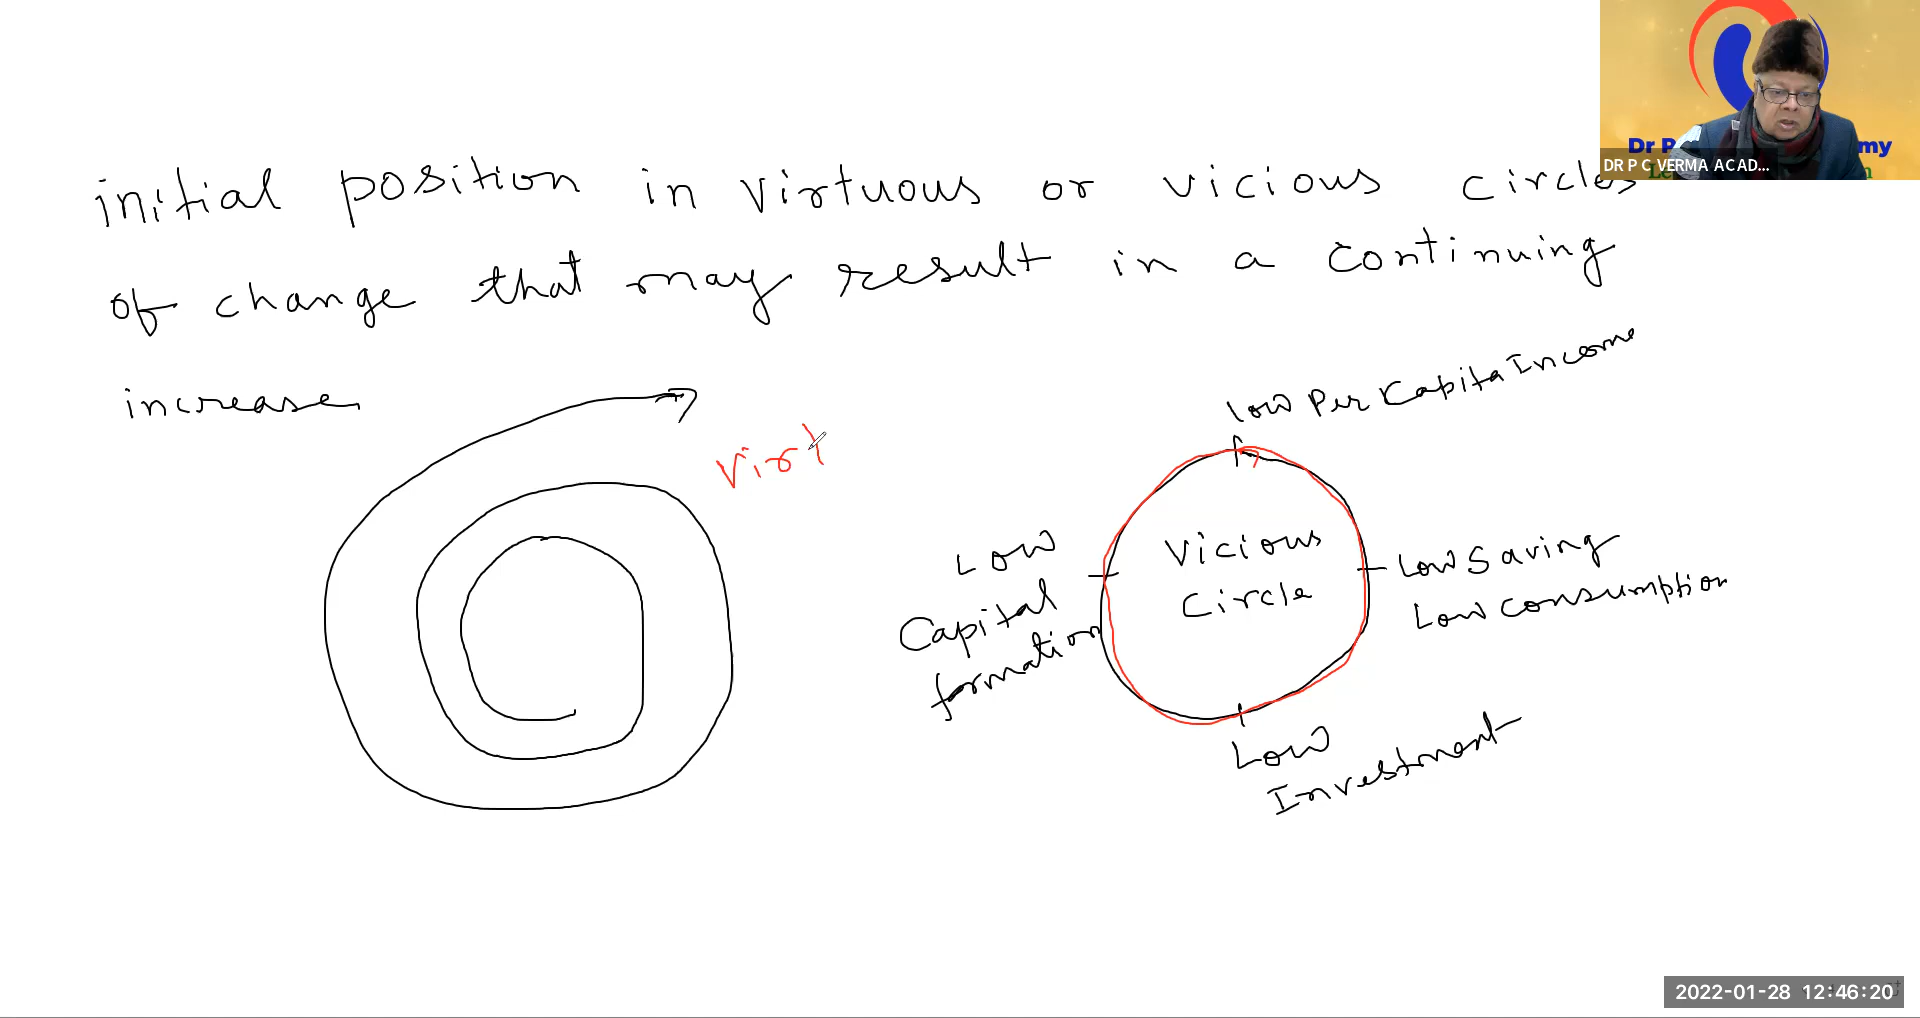 DR P C VERMA ACAD...
initial position in virtuous or vicious circles
of change that may result in a continuing
increase
Virt
Low Per Capita Income
Vicious
Circle
Low Saving
Low Consumption
Low
Capital
formation
Low
Investment
2022-01-28 12:46:20